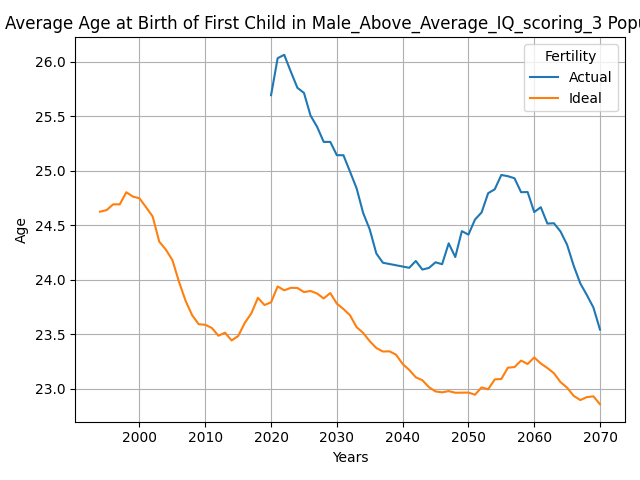 Average Age at Birth of First Child in Male_Above_Average_IQ_scoring_3 Popu
Fertility
Actual
Ideal
26.0
25.5
25.0
24.5
24.0
23.5
23.0
Age
2000 2010 2020 2030 2040 2050 2060 2070
Years